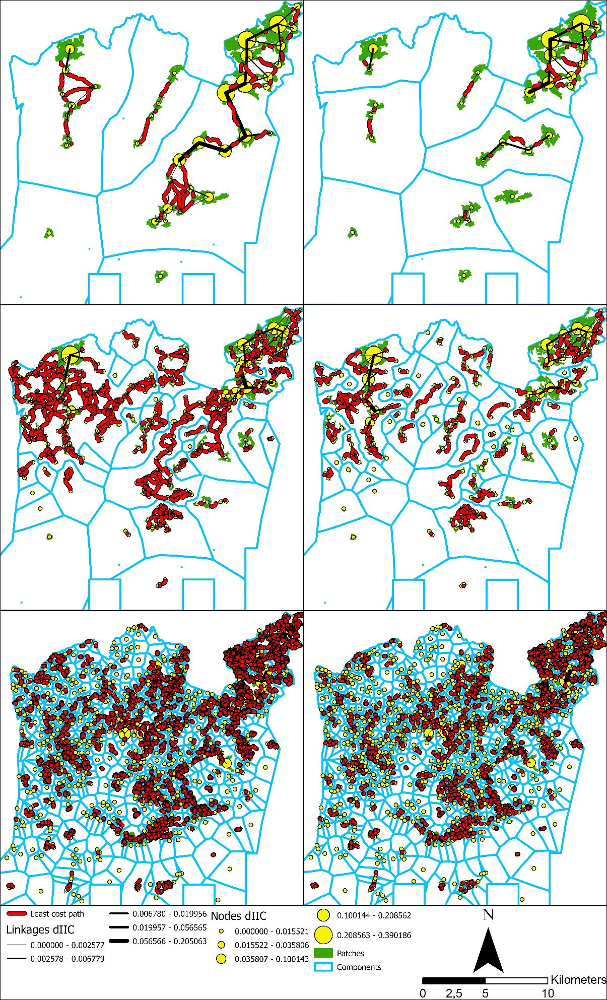 Least cost path
Linkages dIIC
0.000000 - 0.002577
0.002578 - 0.006779
0.006780 - 0.019956
0.019957 - 0.056565
0.056566 - 0.205063
Nodes dIIC
0.000000 - 0.015521
0.015522 - 0.035806
0.035807 - 0.100143
0.100144 - 0.208562
0.208563 - 0.390186
Patches
Components
N
Kilometers
0 2,5 5 10